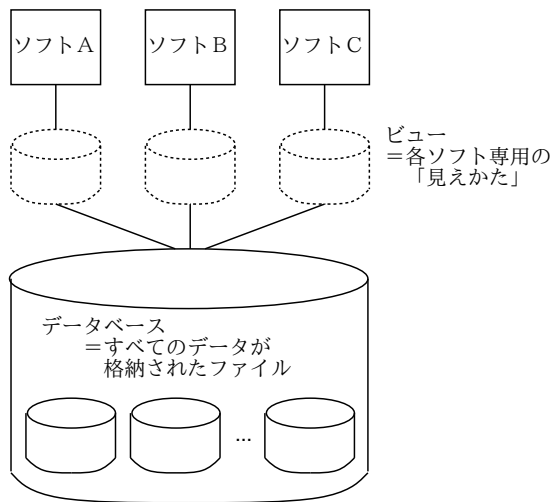 ソフトA
ソフトB
ソフトC
ビュー
＝各ソフト専用の
「見えかた」
データベース
＝すべてのデータが
格納されたファイル
...